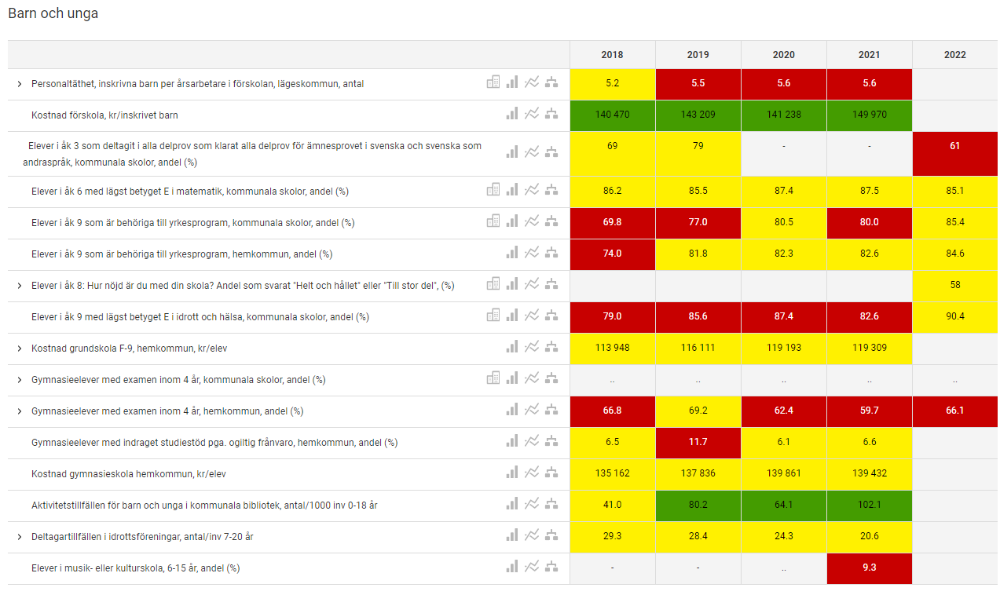 Barn och unga
2018 2019 2020 2021 2022
Personaltäthet, inskrivna barn per årsarbetare i förskolan, lägeskommun, antal 5.2 5.5 5.6 5.6
Kostnad förskola, kr/inskrivet barn 140 470 143 209 141 238 149 970
Elever i åk 3 som deltagit i alla delprov som klarat alla delprov för ämnesprovet i svenska och svenska som 69 79 - - 61
andraspråk, kommunala skolor, andel (%)
Elever i åk 6 med lägst betyget E i matematik, kommunala skolor, andel (%) 86.2 85.5 87.4 87.5 85.1
Elever i åk 9 som är behöriga till yrkesprogram, kommunala skolor, andel (%) 69.8 77.0 80.5 80.0 85.4
Elever i åk 9 som är behöriga till yrkesprogram, hemkommun, andel (%) 74.0 81.8 82.3 82.6 84.6
Elever i åk 8: Hur nöjd är du med din skola? Andel som svarat "Helt och hållet" eller "Till stor del", (%) 58
Elever i åk 9 med lägst betyget E i idrott och hälsa, kommunala skolor, andel (%) 79.0 85.6 87.4 82.6 90.4
Kostnad grundskola F-9, hemkommun, kr/elev 113 948 116 111 119 193 119 309
Gymnasieelever med examen inom 4 år, kommunala skolor, andel (%) .. .. .. .. ..
Gymnasieelever med examen inom 4 år, hemkommun, andel (%) 66.8 69.2 62.4 59.7 66.1
Gymnasieelever med indraget studiestöd pga. ogiltig frånvaro, hemkommun, andel (%) 6.5 11.7 6.1 6.6
Kostnad gymnasieskola hemkommun, kr/elev 135 162 137 836 139 861 139 432
Aktivitetstillfällen för barn och unga i kommunala bibliotek, antal/1000 inv 0-18 år 41.0 80.2 64.1 102.1
Deltagartillfällen i idrottsföreningar, antal/inv 7-20 år 29.3 28.4 24.3 20.6
Elever i musik- eller kulturskola, 6-15 år, andel (%) - - .. 9.3